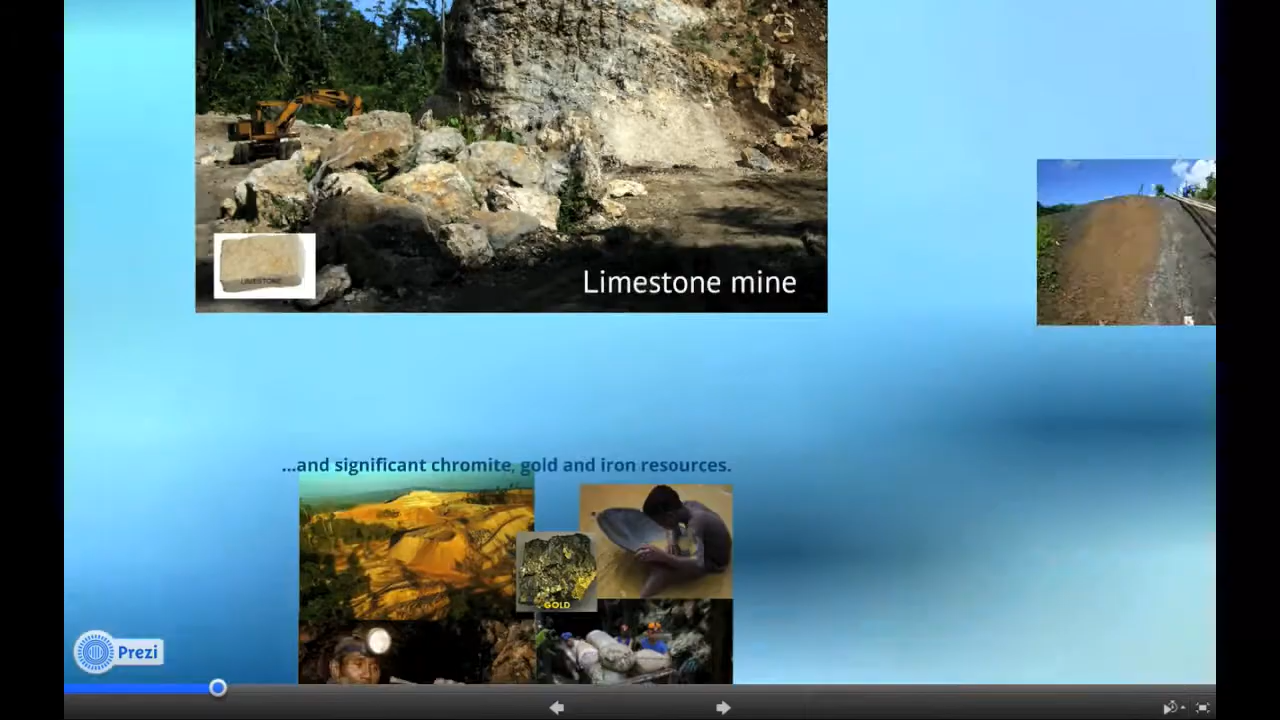 LIMESTONE
Limestone mine
...and significant chromite, gold and iron resources.
GOLD
Prezi